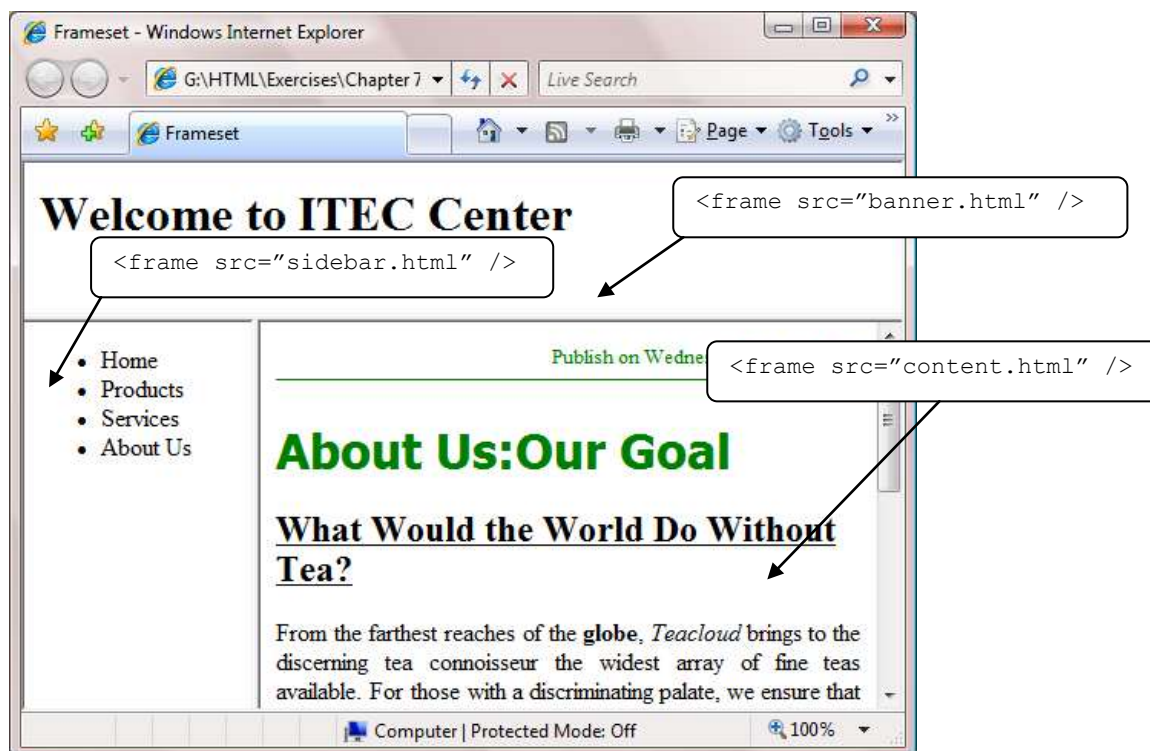 Frameset - Windows Internet Explorer
G:\HTML\Exercises\Chapter 7
Live Search
Frameset
Page
Tools
Welcome to ITEC Center
<frame src=”banner.html” />
<frame src=”sidebar.html” />
Publish on
<frame src=”content.html” />
• Home
• Products
• Services
• About Us
About Us:Our Goal
What Would the World Do Without
Tea?
From the farthest reaches of the globe, Teacloud brings to the
discerning tea connoisseur the widest array of fine teas
available. For those with a discriminating palate, we ensure that
Computer | Protected Mode: Off
100%